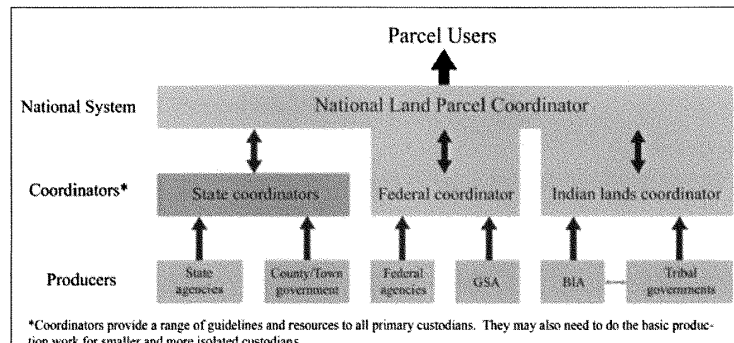 Parcel Users
National System
National Land Parcel Coordinator
Coordinators*
State coordinators
Federal coordinator
Indian lands coordinator
Producers
State
agencies
County/Town
government
Federal
agencies
GSA
BIA
Tribal
governments
*Coordinators provide a range of guidelines and resources to all primary custodians. They may also need to do the basic produc-
tion work for smaller and more isolated custodians